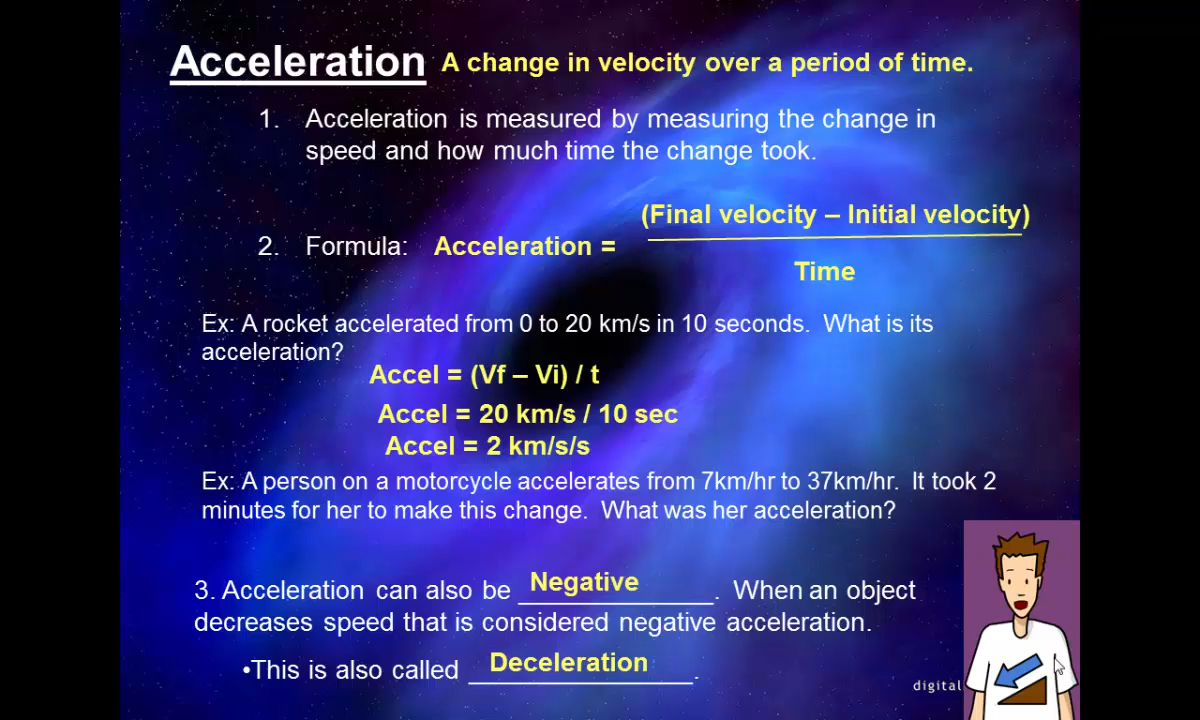 Acceleration A change in velocity over a period of time.
1. Acceleration is measured by measuring the change in
speed and how much time the change took.
(Final velocity – Initial velocity)
2. Formula: Acceleration =
Time
Ex: A rocket accelerated from 0 to 20 km/s in 10 seconds. What is its
acceleration?
Accel = (Vf – Vi) / t
Accel = 20 km/s / 10 sec
Accel = 2 km/s/s
Ex: A person on a motorcycle accelerates from 7km/hr to 37km/hr. It took 2
minutes for her to make this change. What was her acceleration?
3. Acceleration can also be Negative. When an object
decreases speed that is considered negative acceleration.
•This is also called Deceleration.
digital